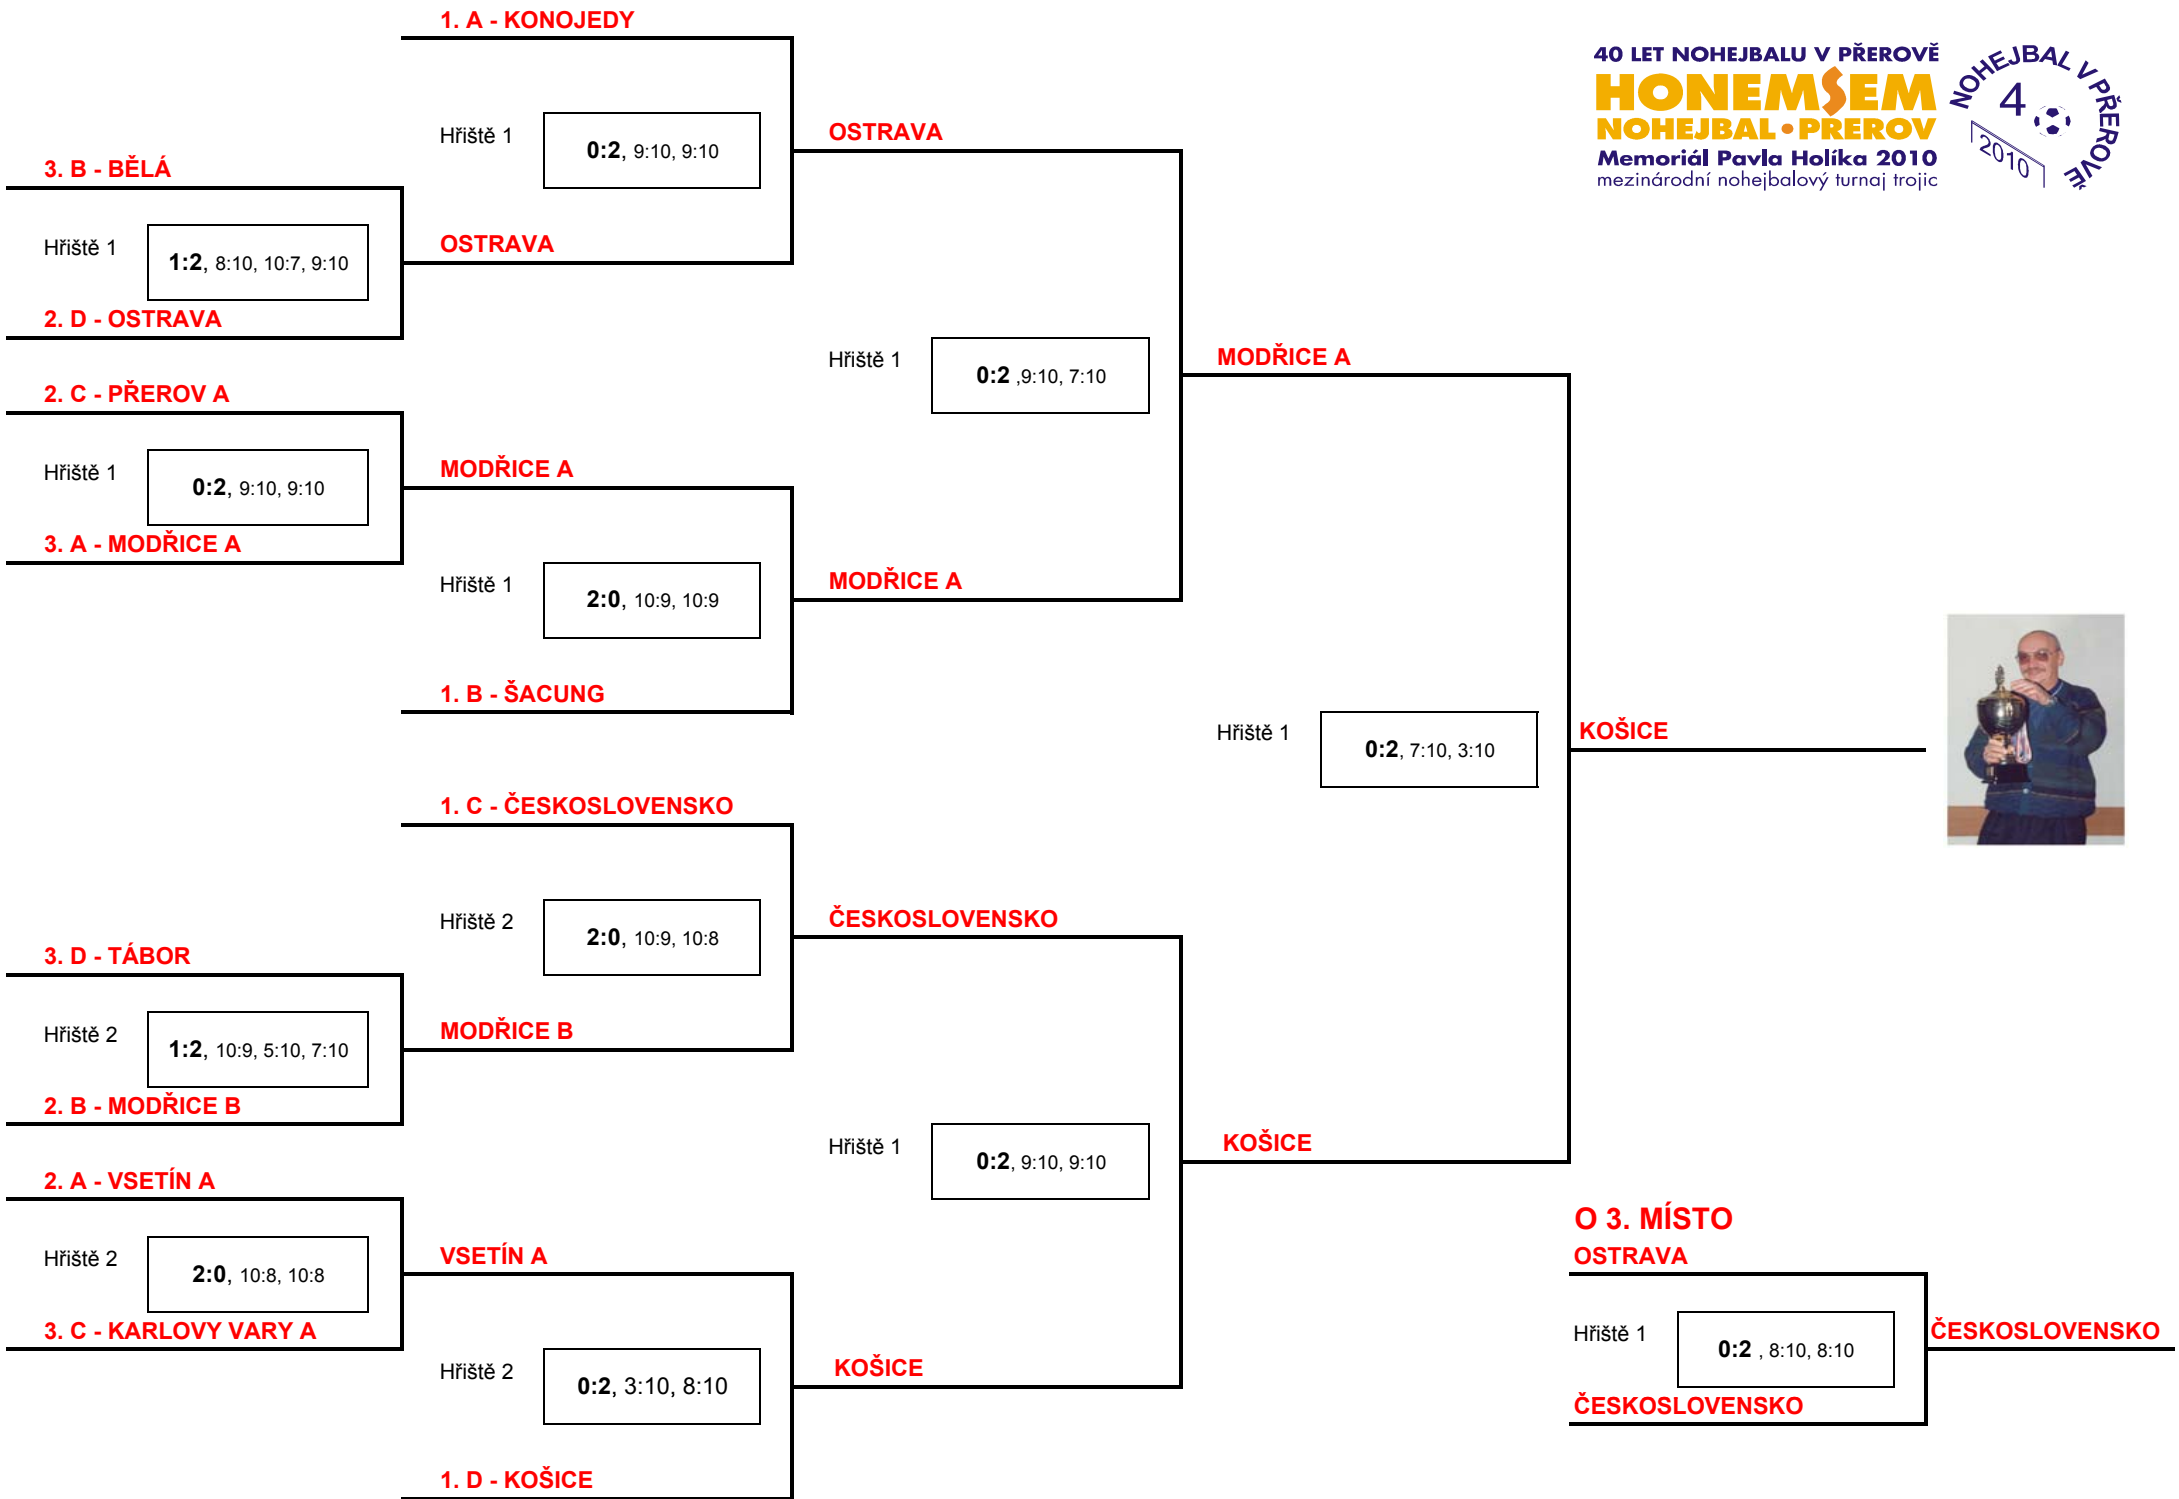 1. A - KONOJEDY
40 LET NOHEJBALU V PŘEROVĚ
HONEMSEM
NOHEJBAL • PREROV
Memoriál Pavla Holíka 2010
mezinárodní nohejbalový turnaj trojic
NOHEJBAL V PŘEROVĚ
4
2010
Hřiště 1
0:2, 9:10, 9:10
OSTRAVA
3. B - BĚLÁ
Hřiště 1
1:2, 8:10, 10:7, 9:10
OSTRAVA
2. D - OSTRAVA
Hřiště 1
0:2 ,9:10, 7:10
MODŘICE A
2. C - PŘEROV A
Hřiště 1
0:2, 9:10, 9:10
MODŘICE A
3. A - MODŘICE A
Hřiště 1
2:0, 10:9, 10:9
MODŘICE A
1. B - ŠACUNG
Hřiště 1
0:2, 7:10, 3:10
KOŠICE
1. C - ČESKOSLOVENSKO
Hřiště 2
2:0, 10:9, 10:8
ČESKOSLOVENSKO
3. D - TÁBOR
Hřiště 2
1:2, 10:9, 5:10, 7:10
MODŘICE B
2. B - MODŘICE B
Hřiště 1
0:2, 9:10, 9:10
KOŠICE
2. A - VSETÍN A
Hřiště 2
2:0, 10:8, 10:8
VSETÍN A
3. C - KARLOVY VARY A
Hřiště 2
0:2, 3:10, 8:10
KOŠICE
1. D - KOŠICE
O 3. MÍSTO
OSTRAVA
Hřiště 1
0:2 , 8:10, 8:10
ČESKOSLOVENSKO
ČESKOSLOVENSKO